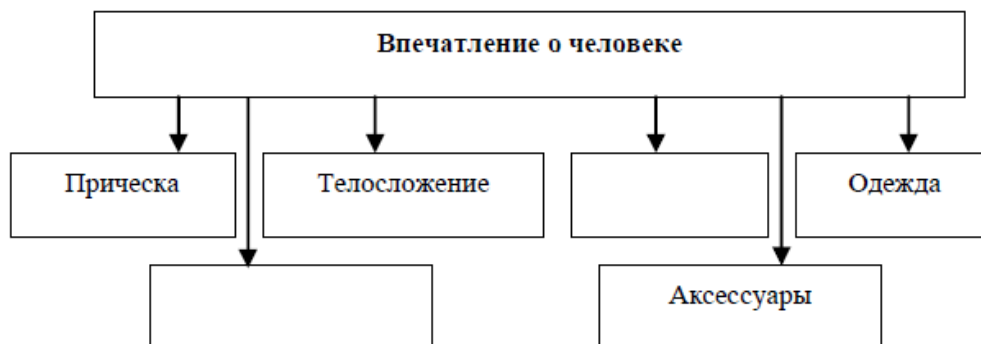 Впечатление о человеке
Прическа
Телосложение
Одежда
Аксессуары